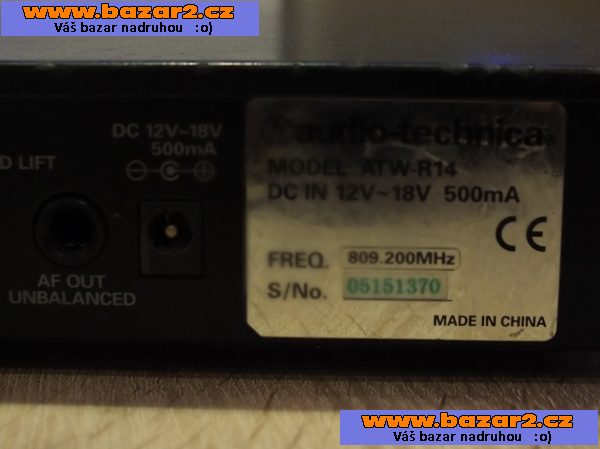 www.bazar2.cz
Váš bazar nadruhou :o)
DC 12V~18V
500mA
D LIFT
AF OUT
UNBALANCED
audio-technica®
MODEL ATW-R14
DC IN 12V~18V 500mA
CE
FREQ. 809.200MHz
S/No. 05151370
MADE IN CHINA
www.bazar2.cz
Váš bazar nadruhou :o)